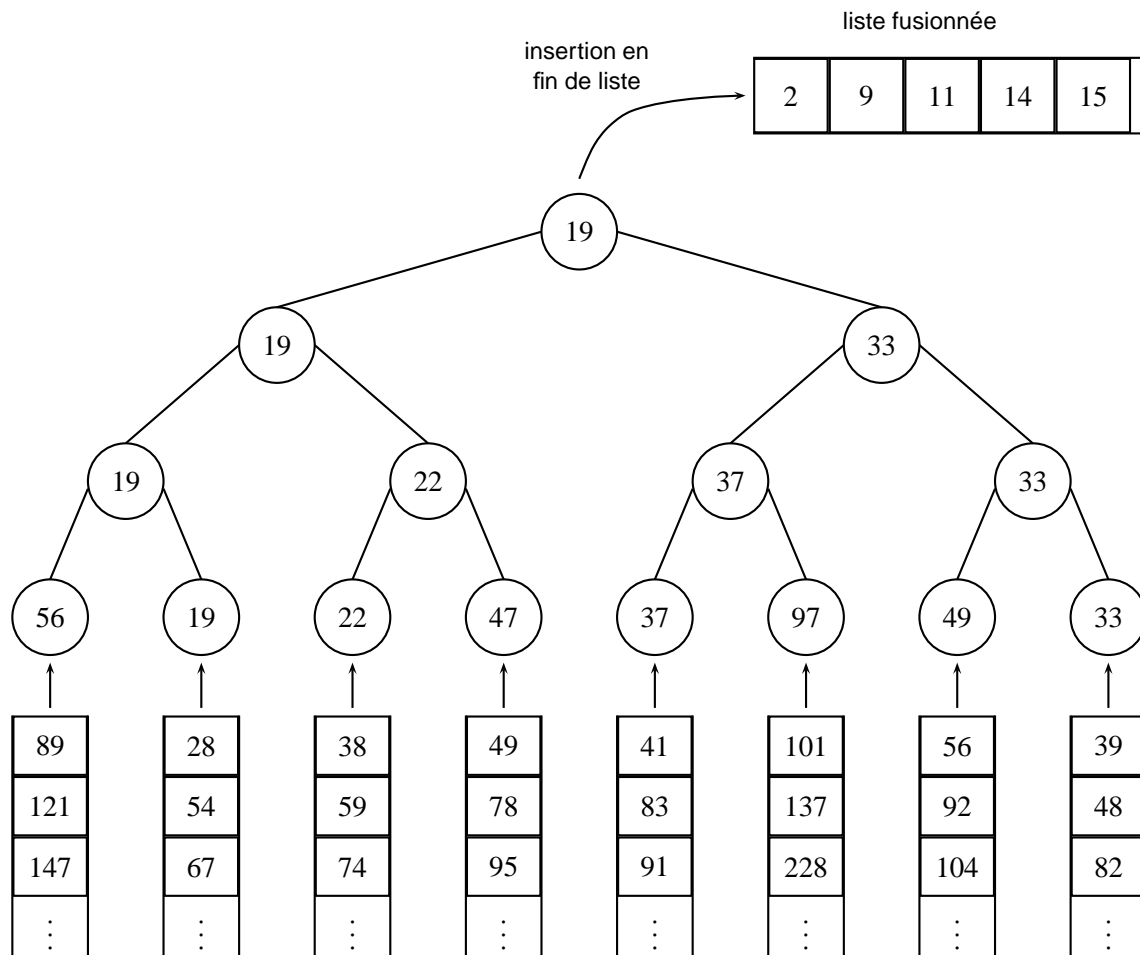 liste fusionnée
insertion en
fin de liste
2 9 11 14 15
19
19 33
19 22 37 33
56 19 22 47 37 97 49 33
89 28 38 49 41 101 56 39
121 54 59 78 83 137 92 48
147 67 74 95 91 228 104 82
⋮ ⋮ ⋮ ⋮ ⋮ ⋮ ⋮ ⋮